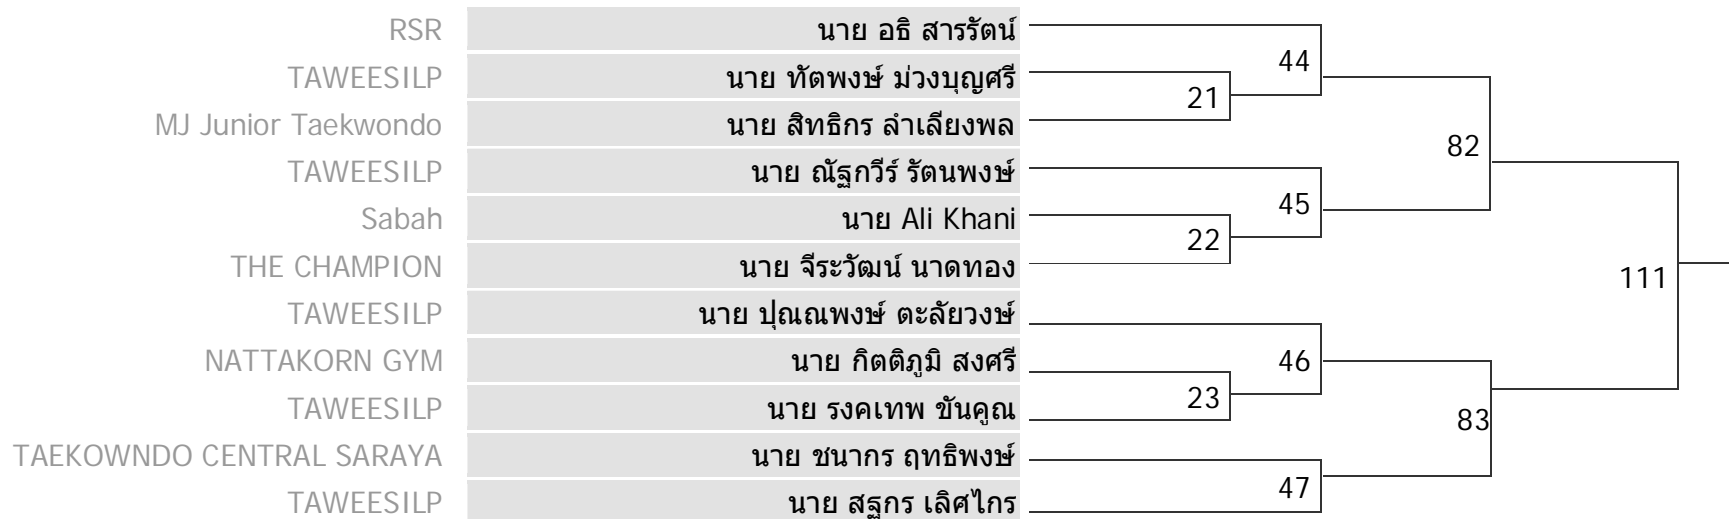 RSR นาย อธิ สารรัตน์
TAWEESILP นาย ทัตพงษ์ ม่วงบุญศรี
MJ Junior Taekwondo นาย สิทธิกร ลำเลียงพล
TAWEESILP นาย ณัฐกวีร์ รัตนพงษ์
Sabah นาย Ali Khani
THE CHAMPION นาย จีระวัฒน์ นาดทอง
TAWEESILP นาย ปุณณพงษ์ ตะลัยวงษ์
NATTAKORN GYM นาย กิตติภูมิ สงศรี
TAWEESILP นาย รงคเทพ ขันคูณ
TAEKOWNDO CENTRAL SARAYA นาย ชนากร ฤทธิพงษ์
TAWEESILP นาย สฐกร เลิศไกร
44
21
82
45
22
111
46
23
83
47